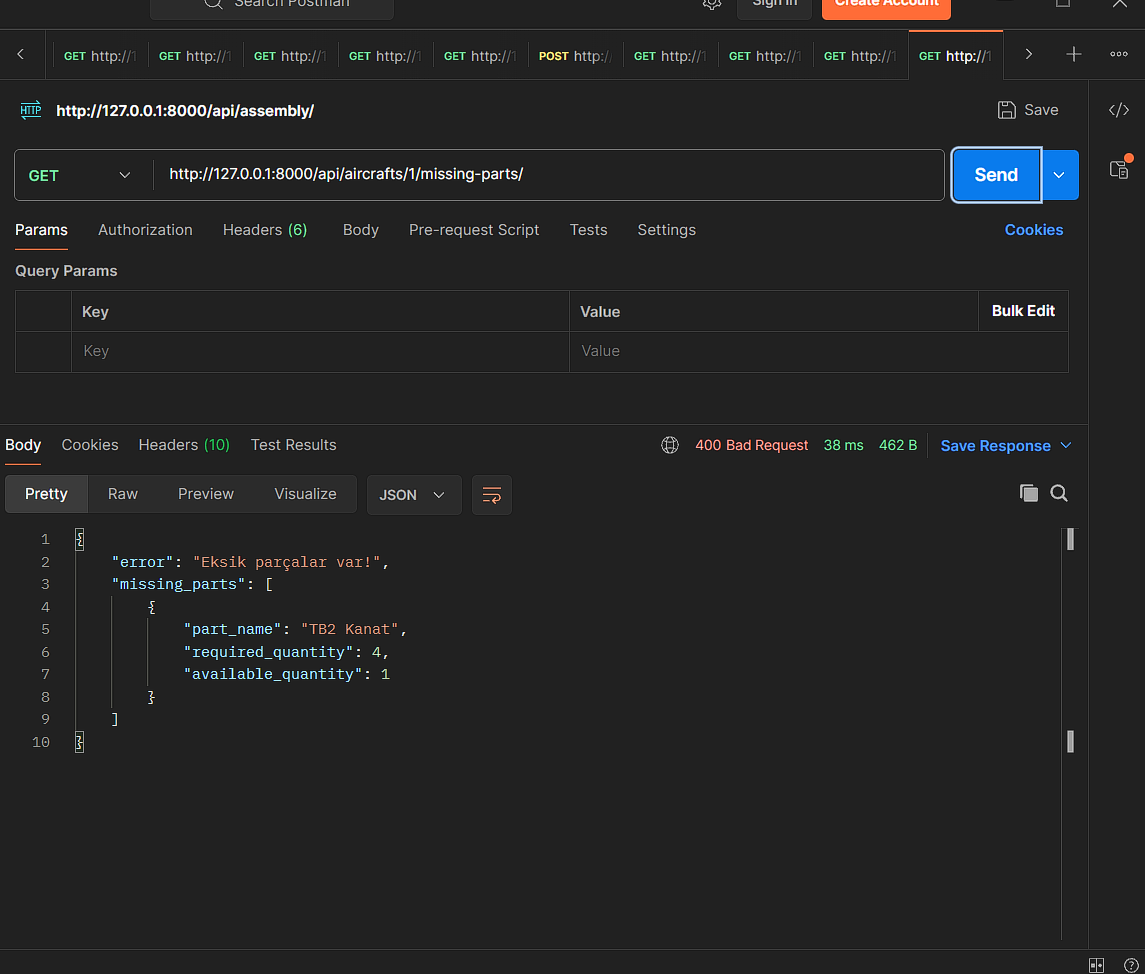 Search Postman
Sign In
Create Account
GET http://1
GET http://1
GET http://1
GET http://1
GET http://1
POST http:/
GET http://1
GET http://1
GET http://1
GET http://1
HTTP
http://127.0.0.1:8000/api/assembly/
Save
GET
http://127.0.0.1:8000/api/aircrafts/1/missing-parts/
Send
Params
Authorization
Headers (6)
Body
Pre-request Script
Tests
Settings
Cookies
Query Params
Key
Value
Bulk Edit
Key
Value
Body
Cookies
Headers (10)
Test Results
400 Bad Request
38 ms
462 B
Save Response
Pretty
Raw
Preview
Visualize
JSON
1 {
2 "error": "Eksik parçalar var!",
3 "missing_parts": [
4 {
5 "part_name": "TB2 Kanat",
6 "required_quantity": 4,
7 "available_quantity": 1
8 }
9 ]
10 }